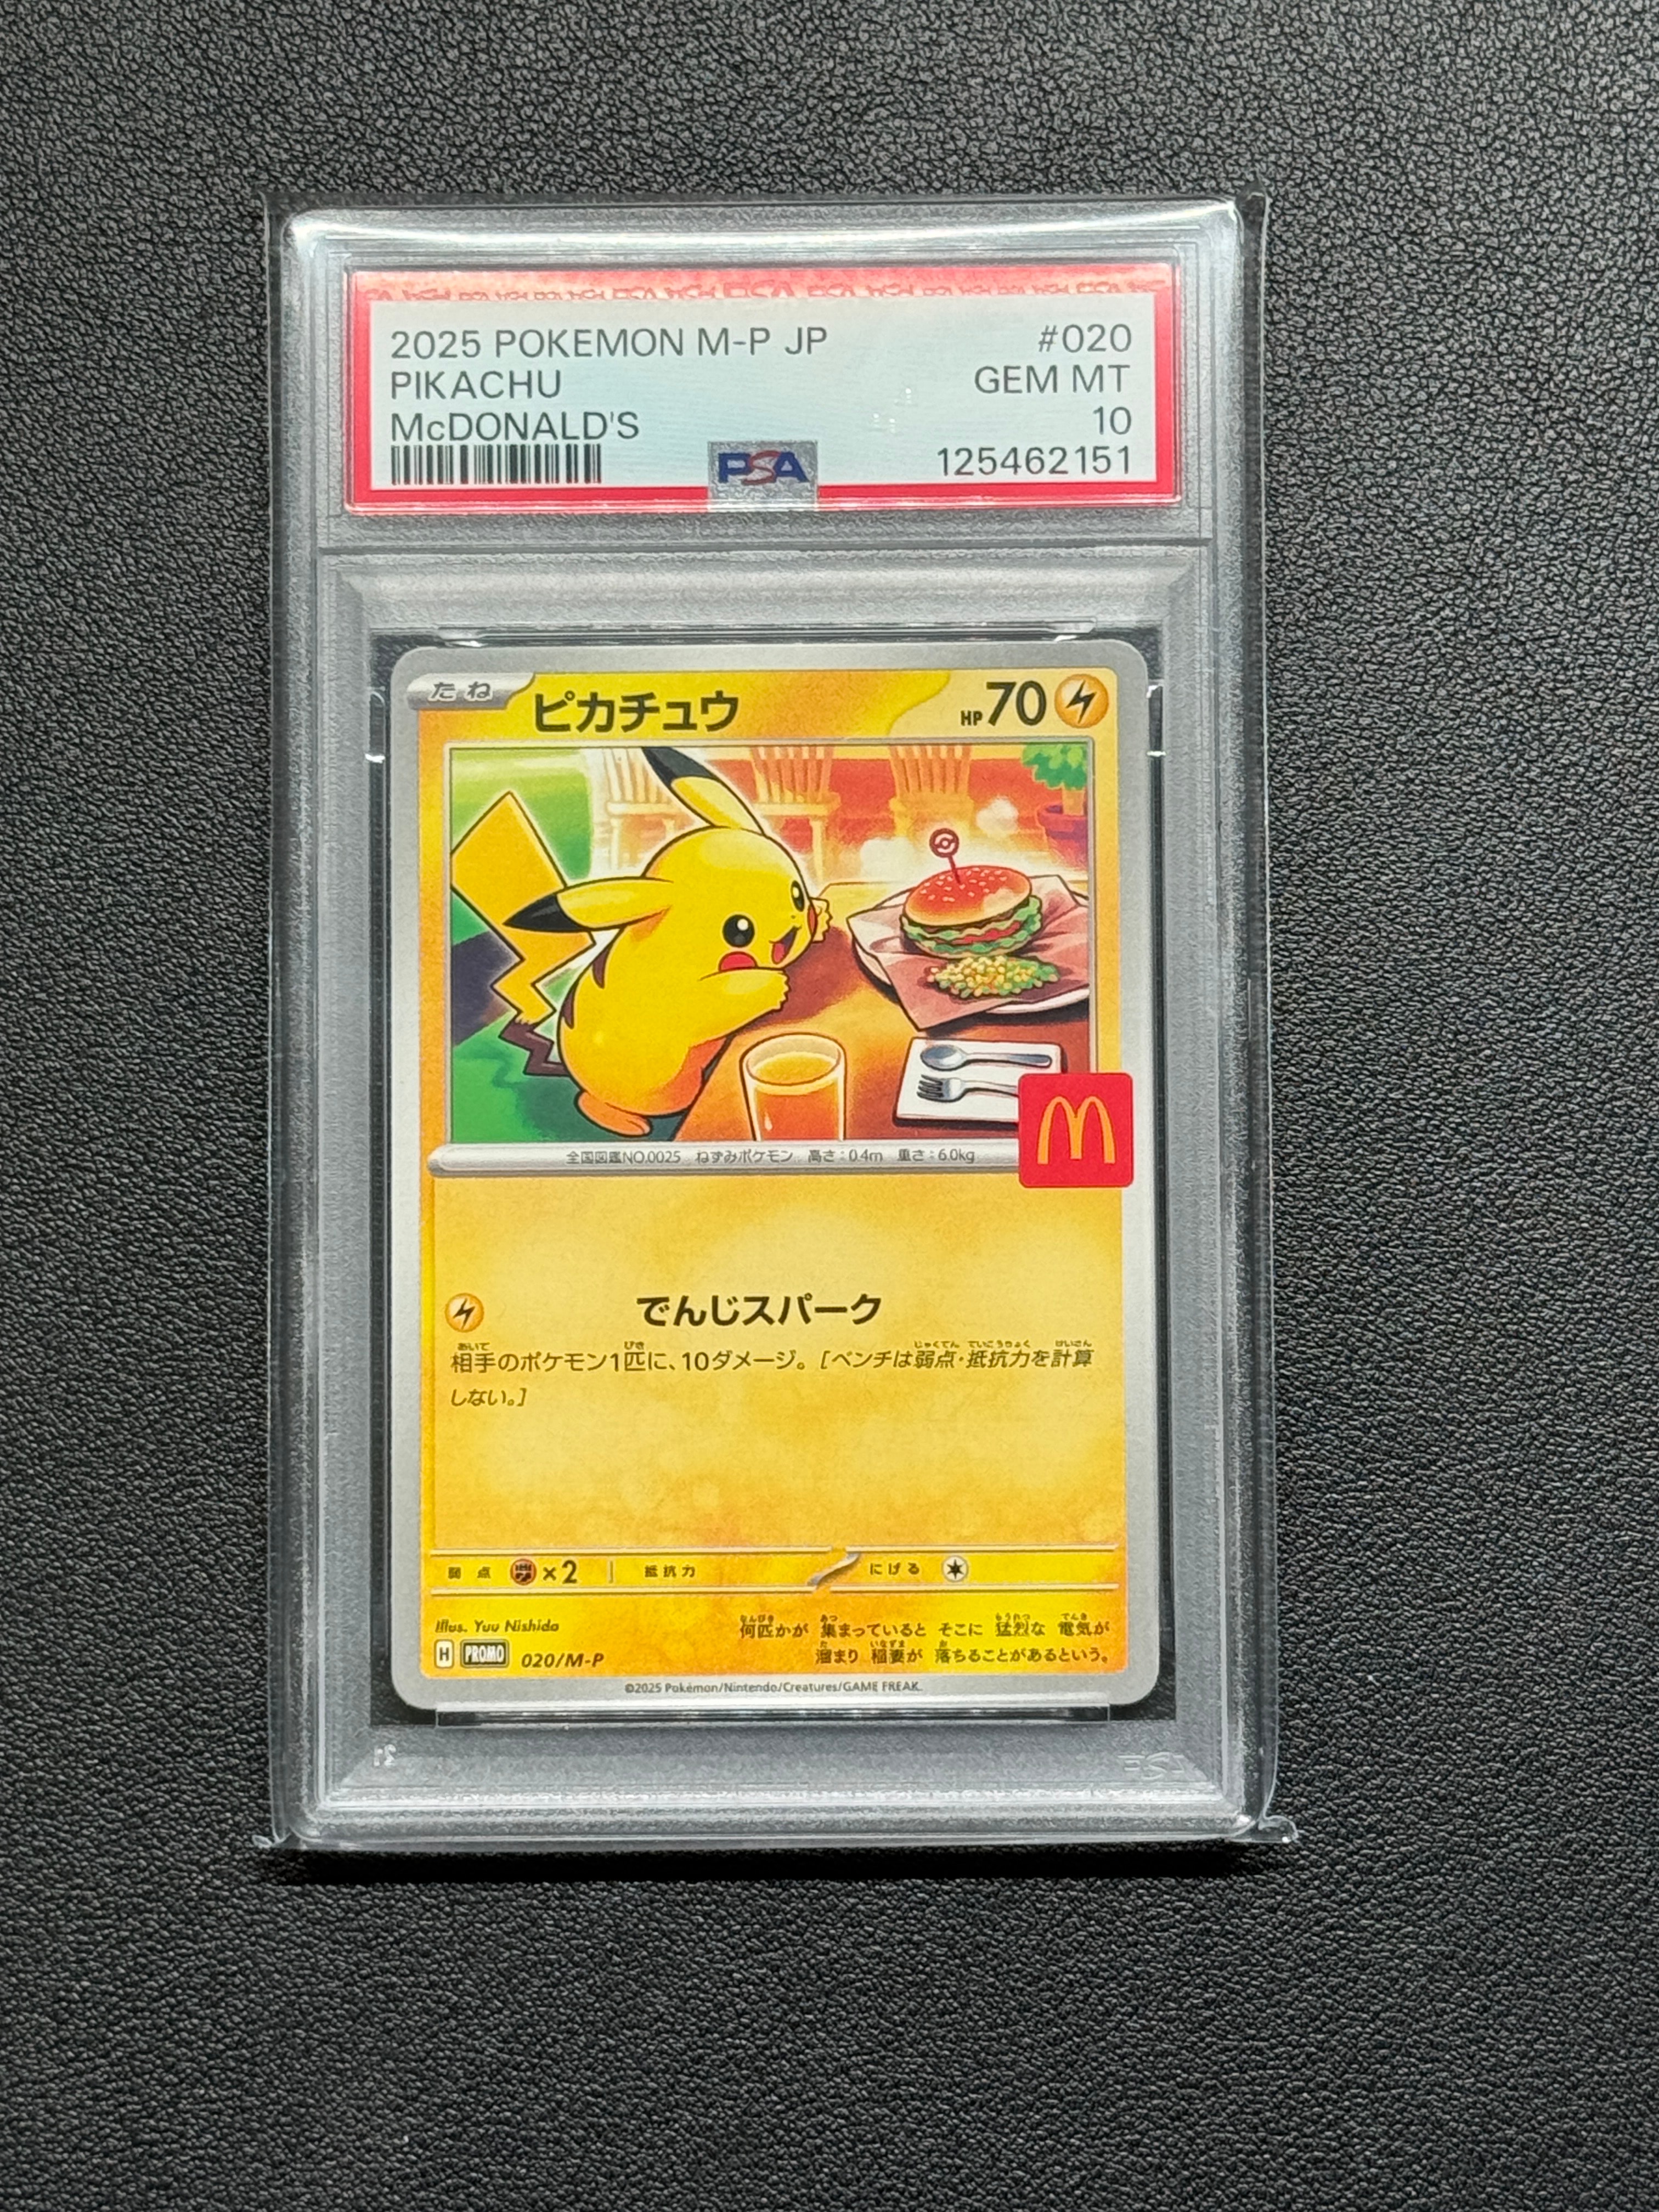 2025 POKEMON M-P JP #020
PIKACHU GEM MT
McDONALD'S 10
PSA 125462151
たね ピカチュウ HP70
全国図鑑NO.0025 ねずみポケモン 高さ:0.4m 重さ:6.0kg
でんじスパーク
相手のポケモン1匹に、10ダメージ。[ベンチは弱点・抵抗力を計算
しない。]
弱点 ×2 抵抗力 にげる
Illus. Yuu Nishida
何匹かが 集まっていると そこに 猛烈な 電気が
溜まり 稲妻が 落ちることがあるという。
H PROMO 020/M-P
©2025 Pokémon/Nintendo/Creatures/GAME FREAK.